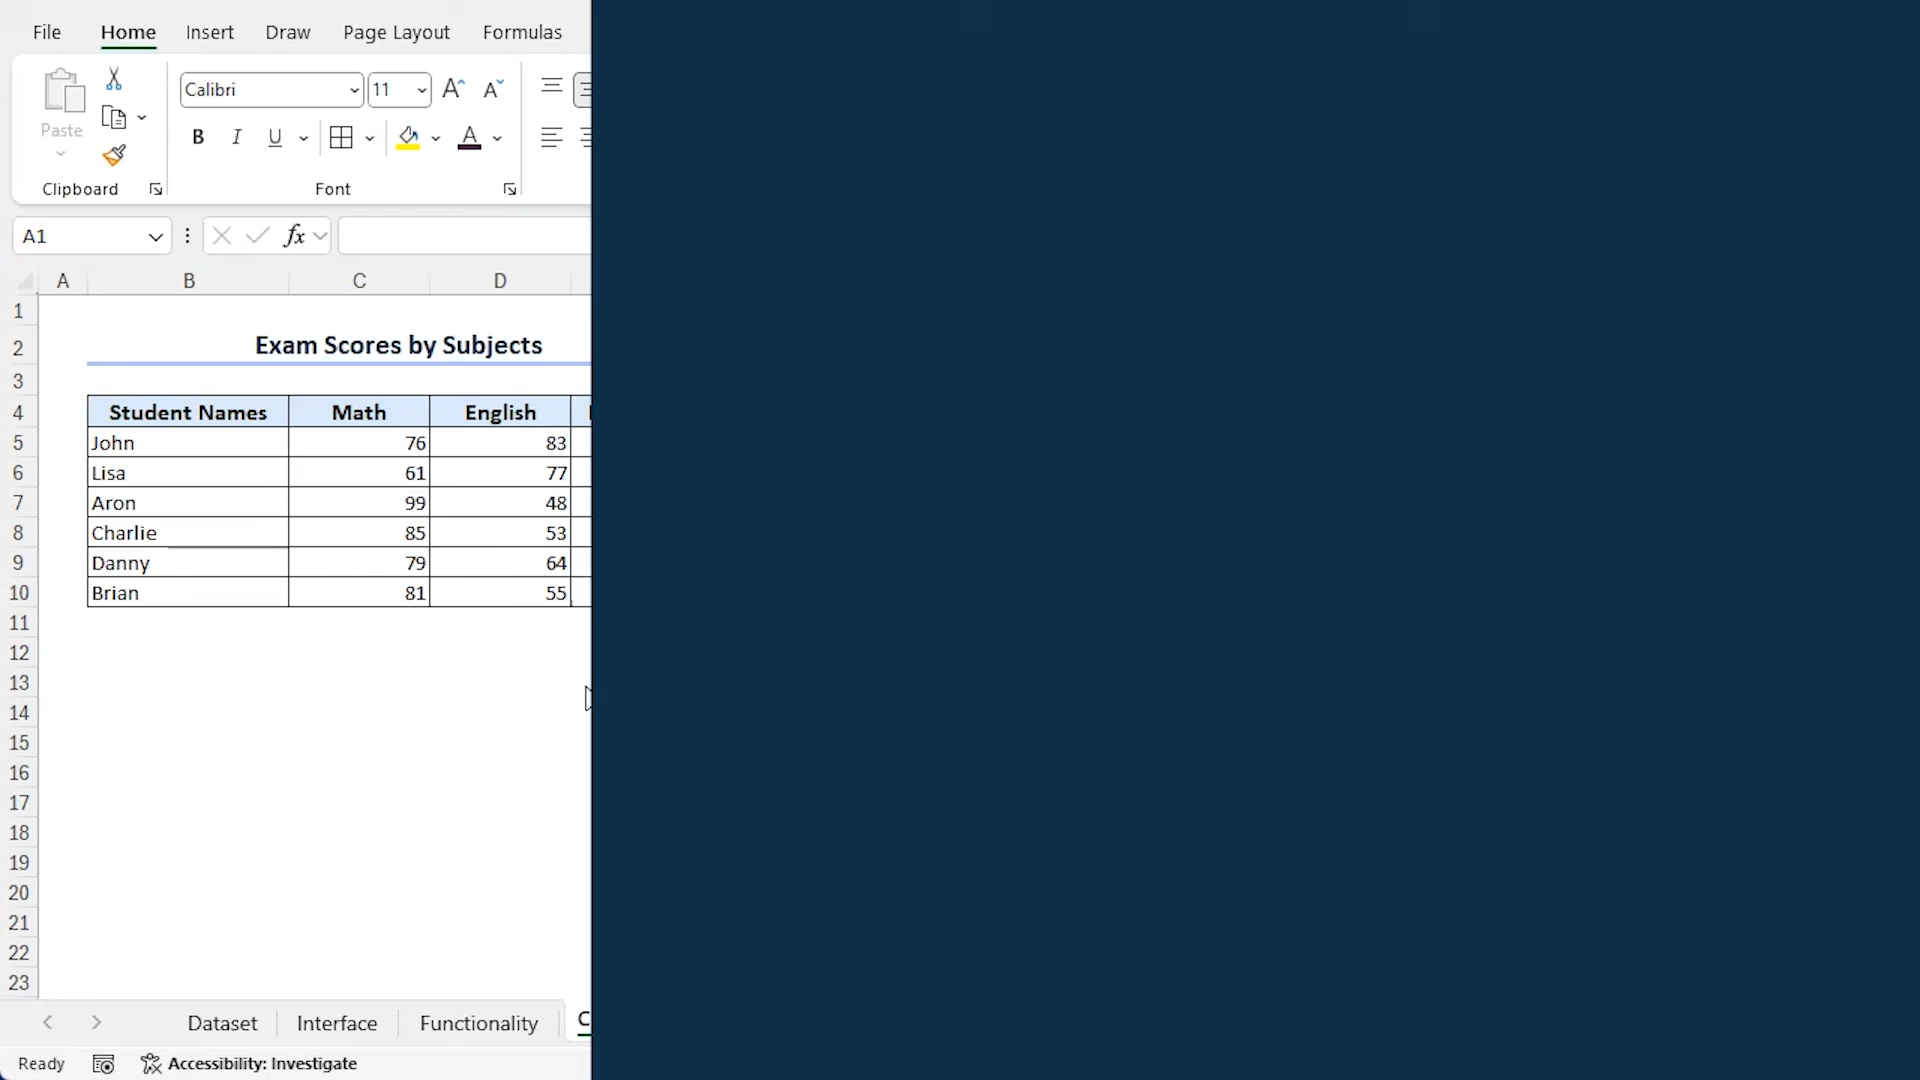 File Home Insert Draw Page Layout Formulas
Calibri 11
Paste
B I U A
Clipboard Font
A1 fx
A B C D
1
2 Exam Scores by Subjects
3
4 Student Names Math English
5 John 76 83
6 Lisa 61 77
7 Aron 99 48
8 Charlie 85 53
9 Danny 79 64
10 Brian 81 55
11
12
13
14
15
16
17
18
19
20
21
22
23
Dataset Interface Functionality
Ready Accessibility: Investigate